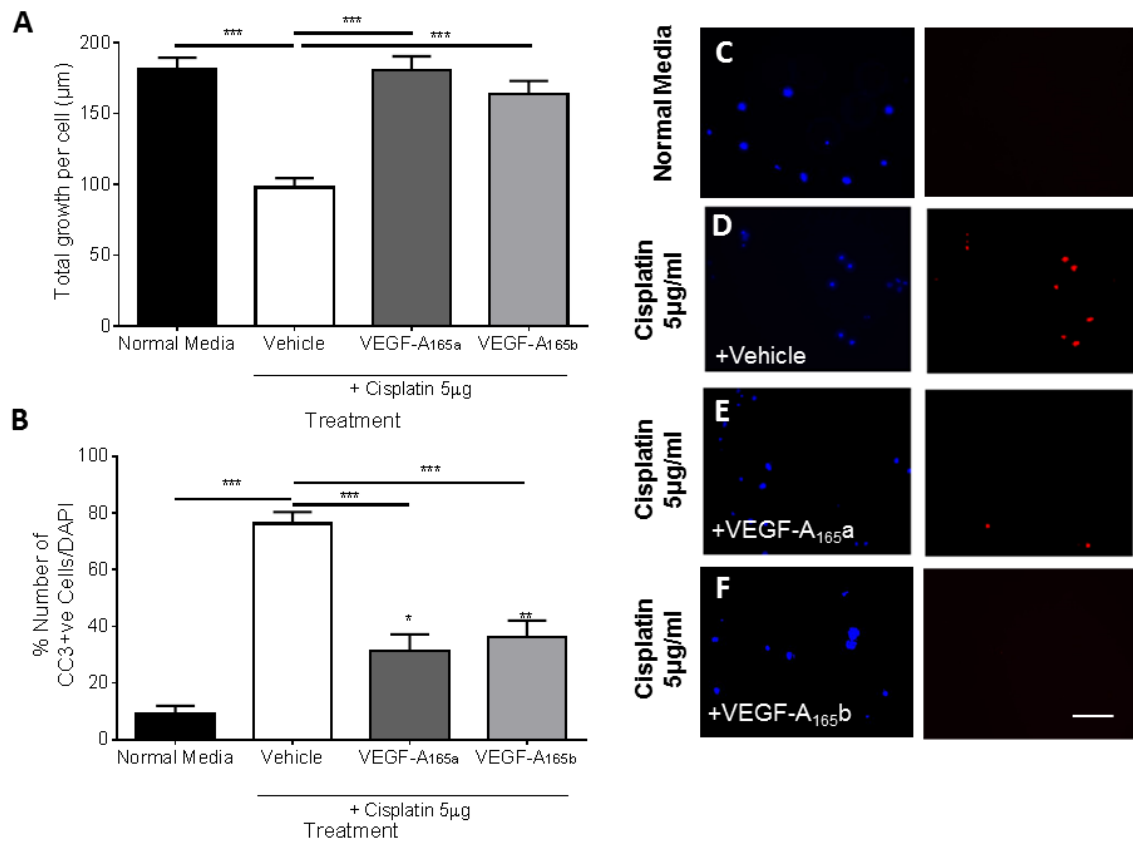 A
***
***
***
200
150
100
50
0
Total growth per cell (µm)
Normal Media
Vehicle
VEGF-A165a
VEGF-A165b
+ Cisplatin 5µg
Treatment
B
***
***
***
*
**
100
80
60
40
20
0
% Number of
CC3+ve Cells/DAPI
Normal Media
Vehicle
VEGF-A165a
VEGF-A165b
+ Cisplatin 5µg
Treatment
Normal Media
C
Cisplatin
5µg/ml
D
+Vehicle
Cisplatin
5µg/ml
E
+VEGF-A₁₆₅a
Cisplatin
5µg/ml
F
+VEGF-A₁₆₅b